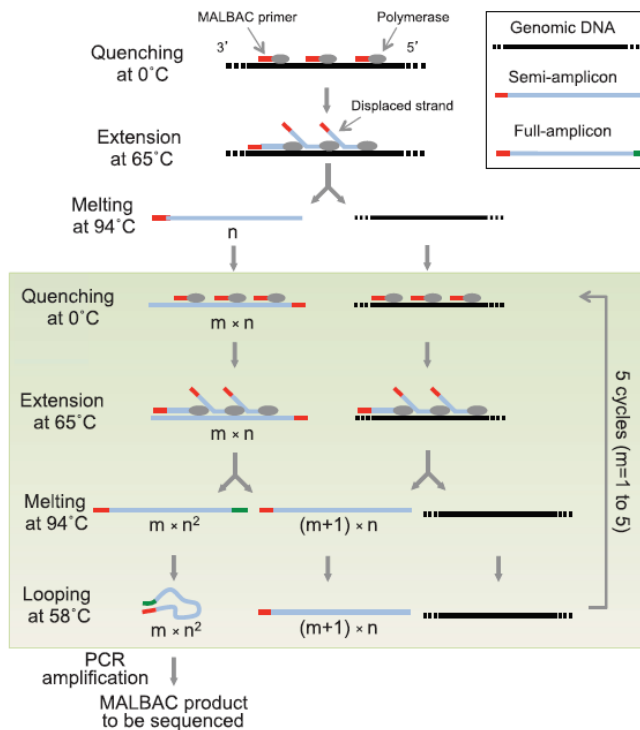 MALBAC primer
Polymerase
Quenching
at 0˚C
3’
5’
Genomic DNA
Semi-amplicon
Full-amplicon
Displaced strand
Extension
at 65˚C
Melting
at 94˚C
n
Quenching
at 0˚C
m × n
Extension
at 65˚C
m × n
5 cycles (m=1 to 5)
Melting
at 94˚C
m × n²
(m+1) × n
Looping
at 58˚C
m × n²
(m+1) × n
PCR
amplification
MALBAC product
to be sequenced